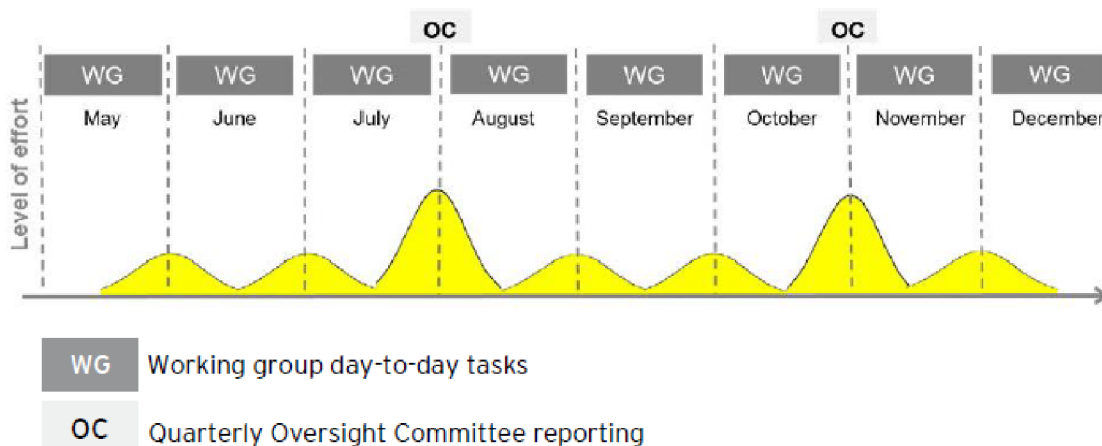 OC OC
WG WG WG WG WG WG WG WG
May June July August September October November December
Level of effort
WG Working group day-to-day tasks
OC Quarterly Oversight Committee reporting